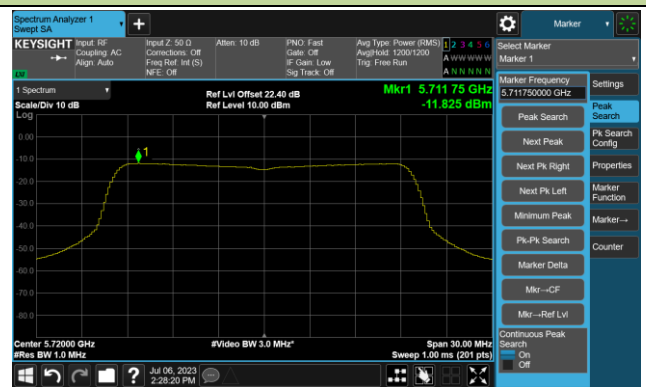 Spectrum Analyzer 1
Swept SA
+
Marker
KEYSIGHT
Input: RF
Coupling: AC
Align: Auto
Input Z: 50 Ω
Corrections: Off
Freq Ref: Int (S)
NFE: Off
Atten: 10 dB
PNO: Fast
Gate: Off
IF Gain: Low
Sig Track: Off
Avg Type: Power (RMS)
Avg|Hold: 1200/1200
Trig: Free Run
1 2 3 4 5 6
A W W W W W
A N N N N N
LXI
Select Marker
Marker 1
1 Spectrum
Scale/Div 10 dB
Log
Ref Lvl Offset 22.40 dB
Ref Level 10.00 dBm
Mkr1 5.711 75 GHz
-11.825 dBm
0.00
-10.0
-20.0
-30.0
-40.0
-50.0
-60.0
-70.0
-80.0
1
Center 5.72000 GHz
#Res BW 1.0 MHz
#Video BW 3.0 MHz*
Span 30.00 MHz
Sweep 1.00 ms (201 pts)
Marker Frequency
5.711750000 GHz
Peak Search
Next Peak
Next Pk Right
Next Pk Left
Minimum Peak
Pk-Pk Search
Marker Delta
Mkr→CF
Mkr→Ref Lvl
Continuous Peak
Search
On
Off
Settings
Peak
Search
Pk Search
Config
Properties
Marker
Function
Marker→
Counter
?
Jul 06, 2023
2:28:20 PM